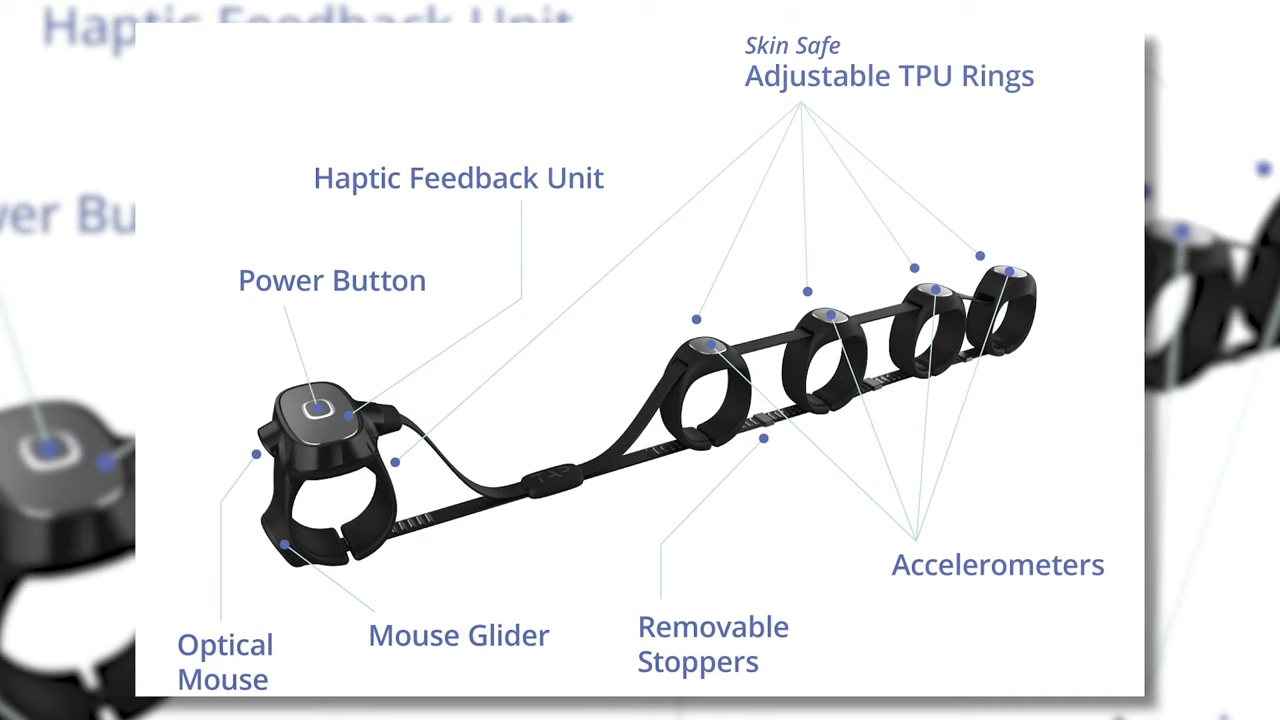 Skin Safe
Adjustable TPU Rings
Haptic Feedback Unit
Power Button
Accelerometers
Optical
Mouse
Mouse Glider
Removable
Stoppers